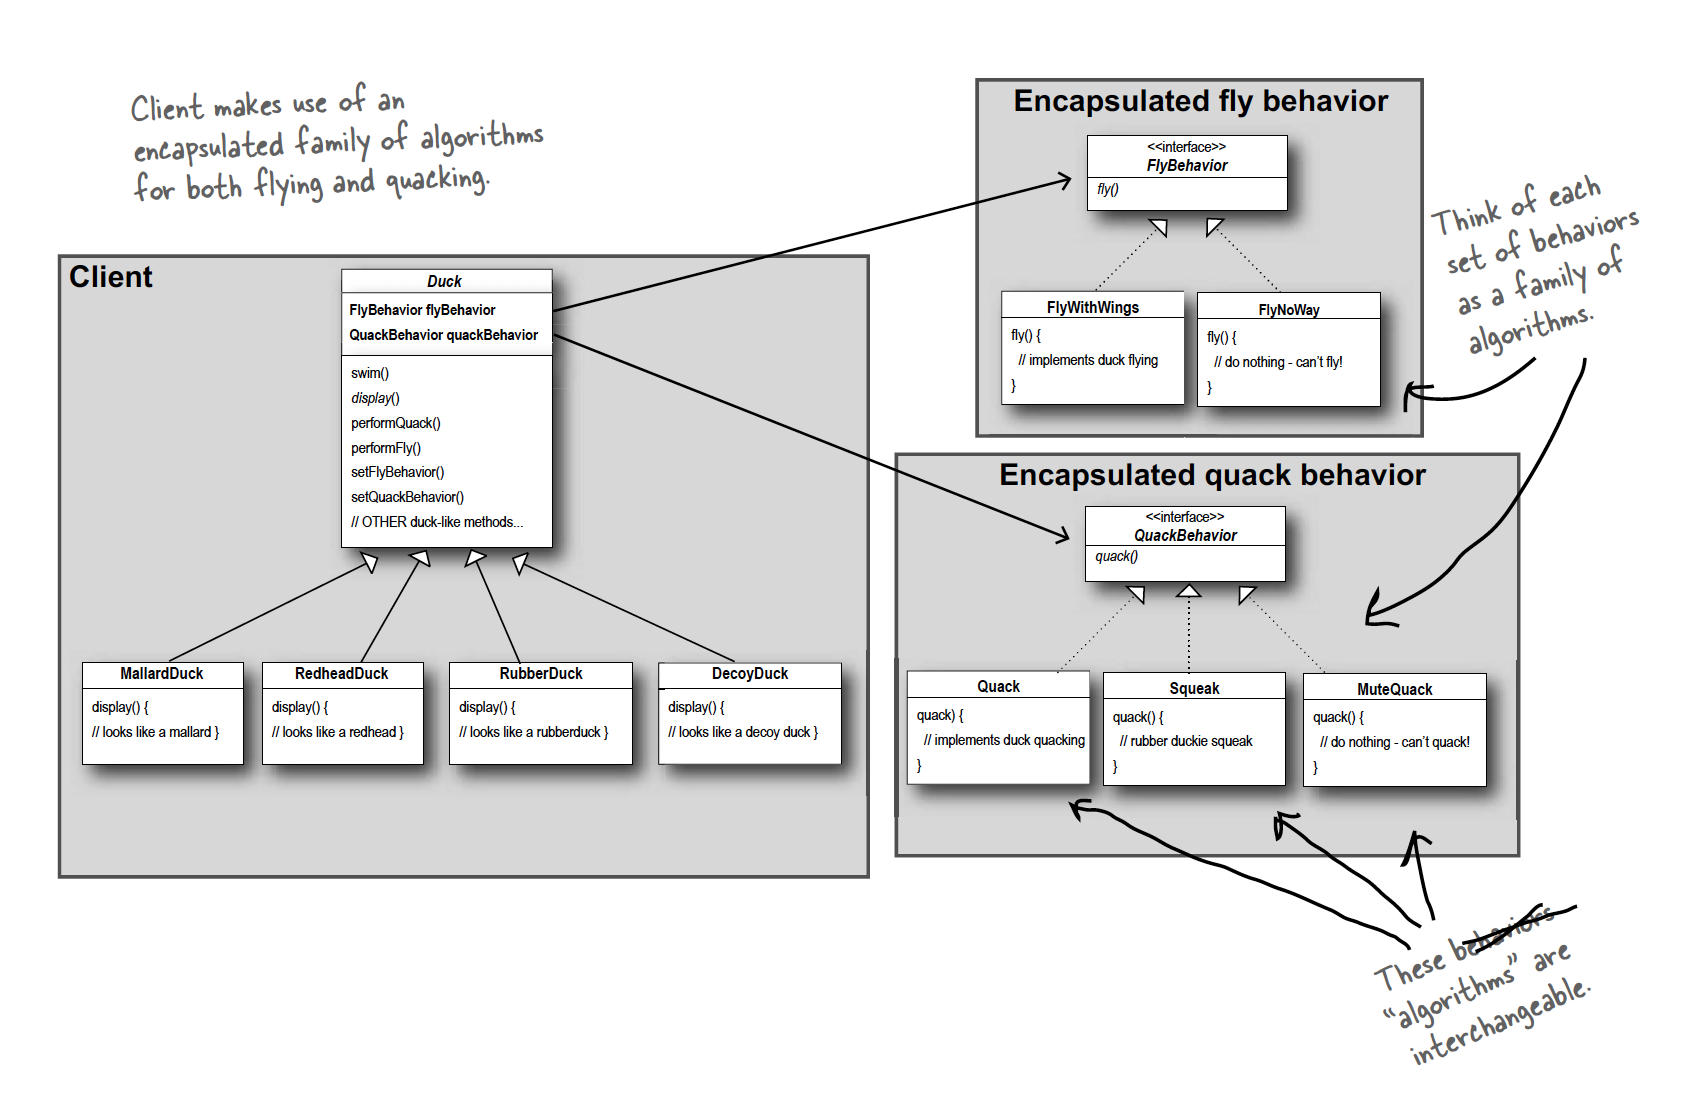 Client makes use of an
encapsulated family of algorithms
for both flying and quacking.
Client
Duck
FlyBehavior flyBehavior
QuackBehavior quackBehavior
swim()
display()
performQuack()
performFly()
setFlyBehavior()
setQuackBehavior()
// OTHER duck-like methods...
MallardDuck
display() {
// looks like a mallard }
RedheadDuck
display() {
// looks like a redhead }
RubberDuck
display() {
// looks like a rubberduck }
DecoyDuck
display() {
// looks like a decoy duck }
Encapsulated fly behavior
<<interface>>
FlyBehavior
fly()
FlyWithWings
fly() {
// implements duck flying
}
FlyNoWay
fly() {
// do nothing - can't fly!
}
Think of each
set of behaviors
as a family of
algorithms.
Encapsulated quack behavior
<<interface>>
QuackBehavior
quack()
Quack
quack) {
// implements duck quacking
}
Squeak
quack() {
// rubber duckie squeak
}
MuteQuack
quack() {
// do nothing - can't quack!
}
These behaviors
“algorithms” are
interchangeable.